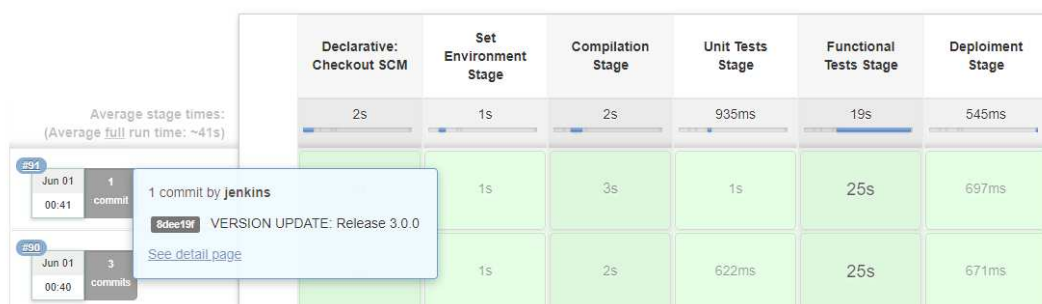 Declarative: Checkout SCM
Set Environment Stage
Compilation Stage
Unit Tests Stage
Functional Tests Stage
Deploiment Stage
Average stage times:
(Average full run time: ~41s)
2s
1s
2s
935ms
19s
545ms
#91
Jun 01
00:41
1 commit
1s
3s
1s
25s
697ms
1 commit by jenkins
8dee19f VERSION UPDATE: Release 3.0.0
See detail page
#90
Jun 01
00:40
3 commits
1s
2s
622ms
25s
671ms